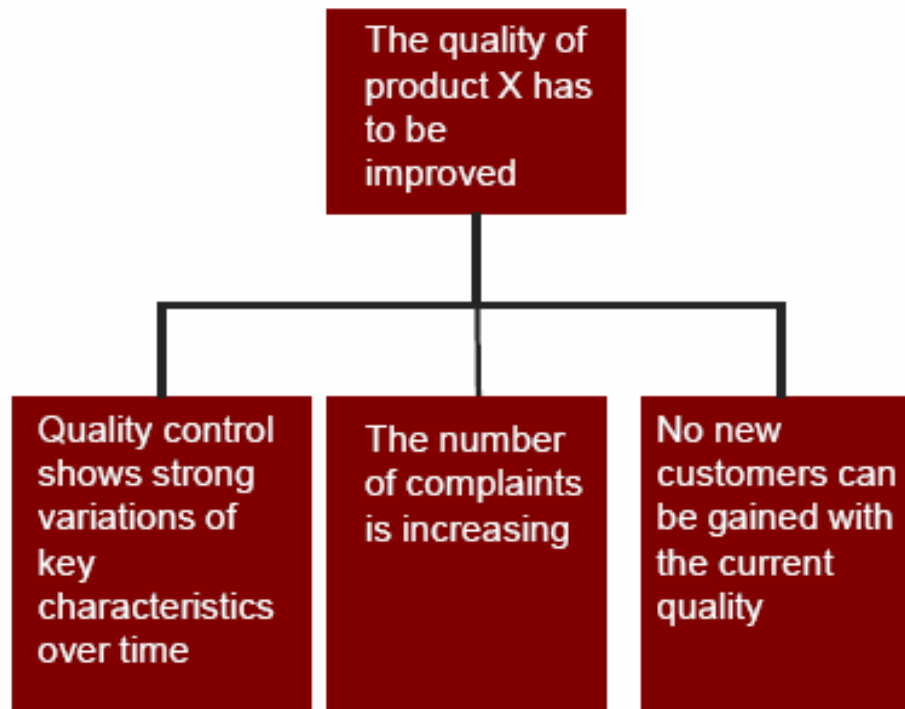 The quality of
product X has
to be
improved
Quality control
shows strong
variations of
key
characteristics
over time
The number
of complaints
is increasing
No new
customers can
be gained with
the current
quality